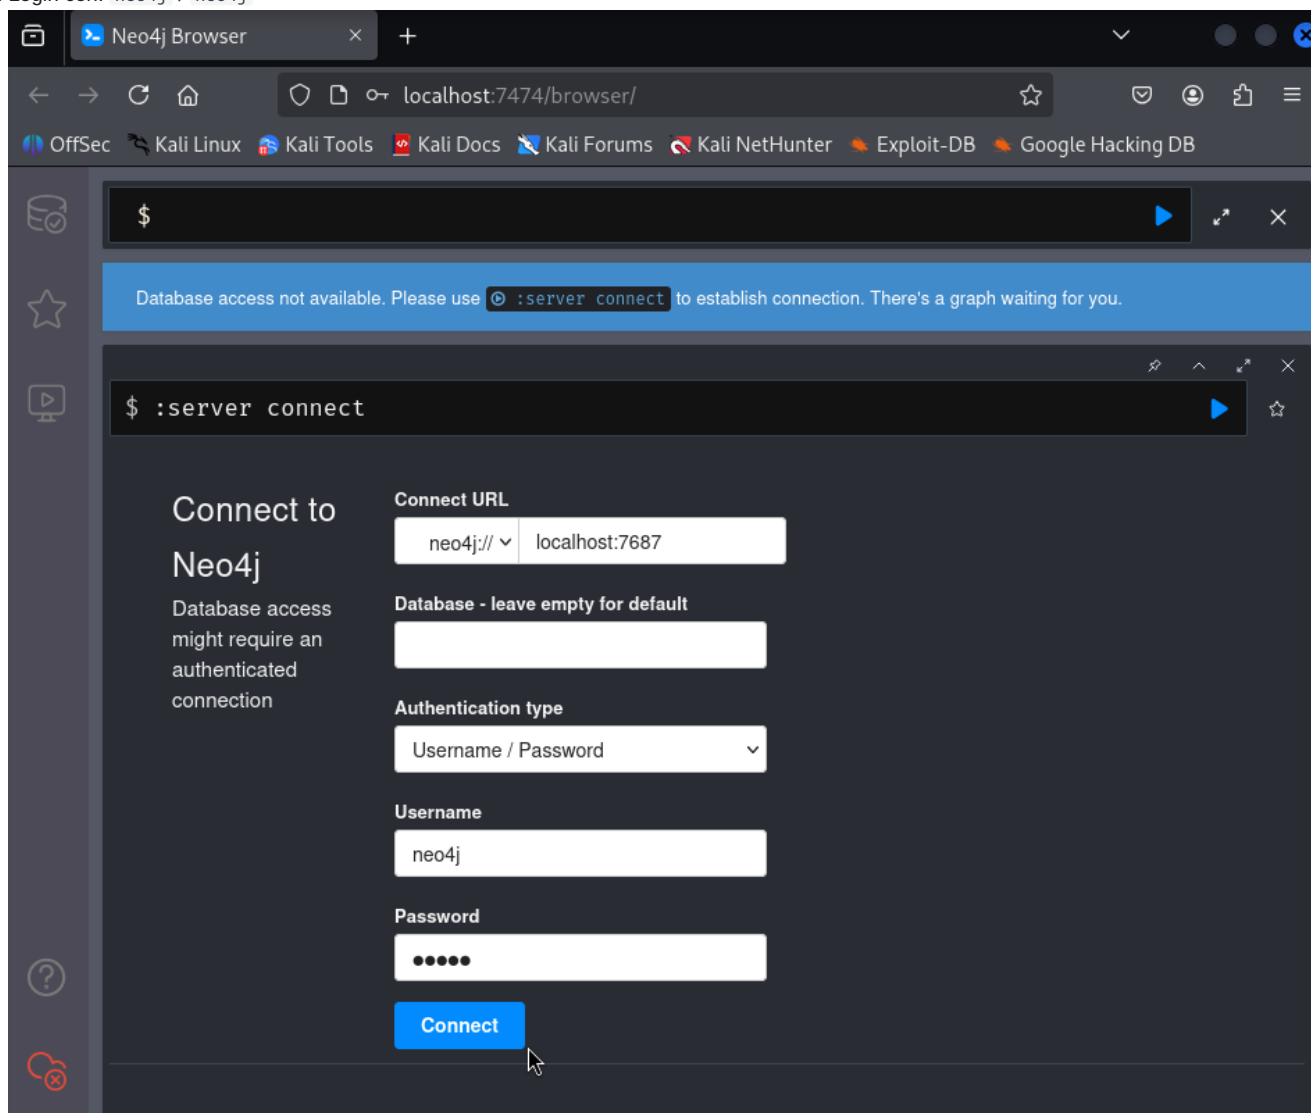 Neo4j Browser
localhost:7474/browser/
OffSec Kali Linux Kali Tools Kali Docs Kali Forums Kali NetHunter Exploit-DB Google Hacking DB
$
Database access not available. Please use :server connect to establish connection. There's a graph waiting for you.
$ :server connect
Connect to
Neo4j
Database access
might require an
authenticated
connection
Connect URL
neo4j:// localhost:7687
Database - leave empty for default
Authentication type
Username / Password
Username
neo4j
Password
•••••
Connect